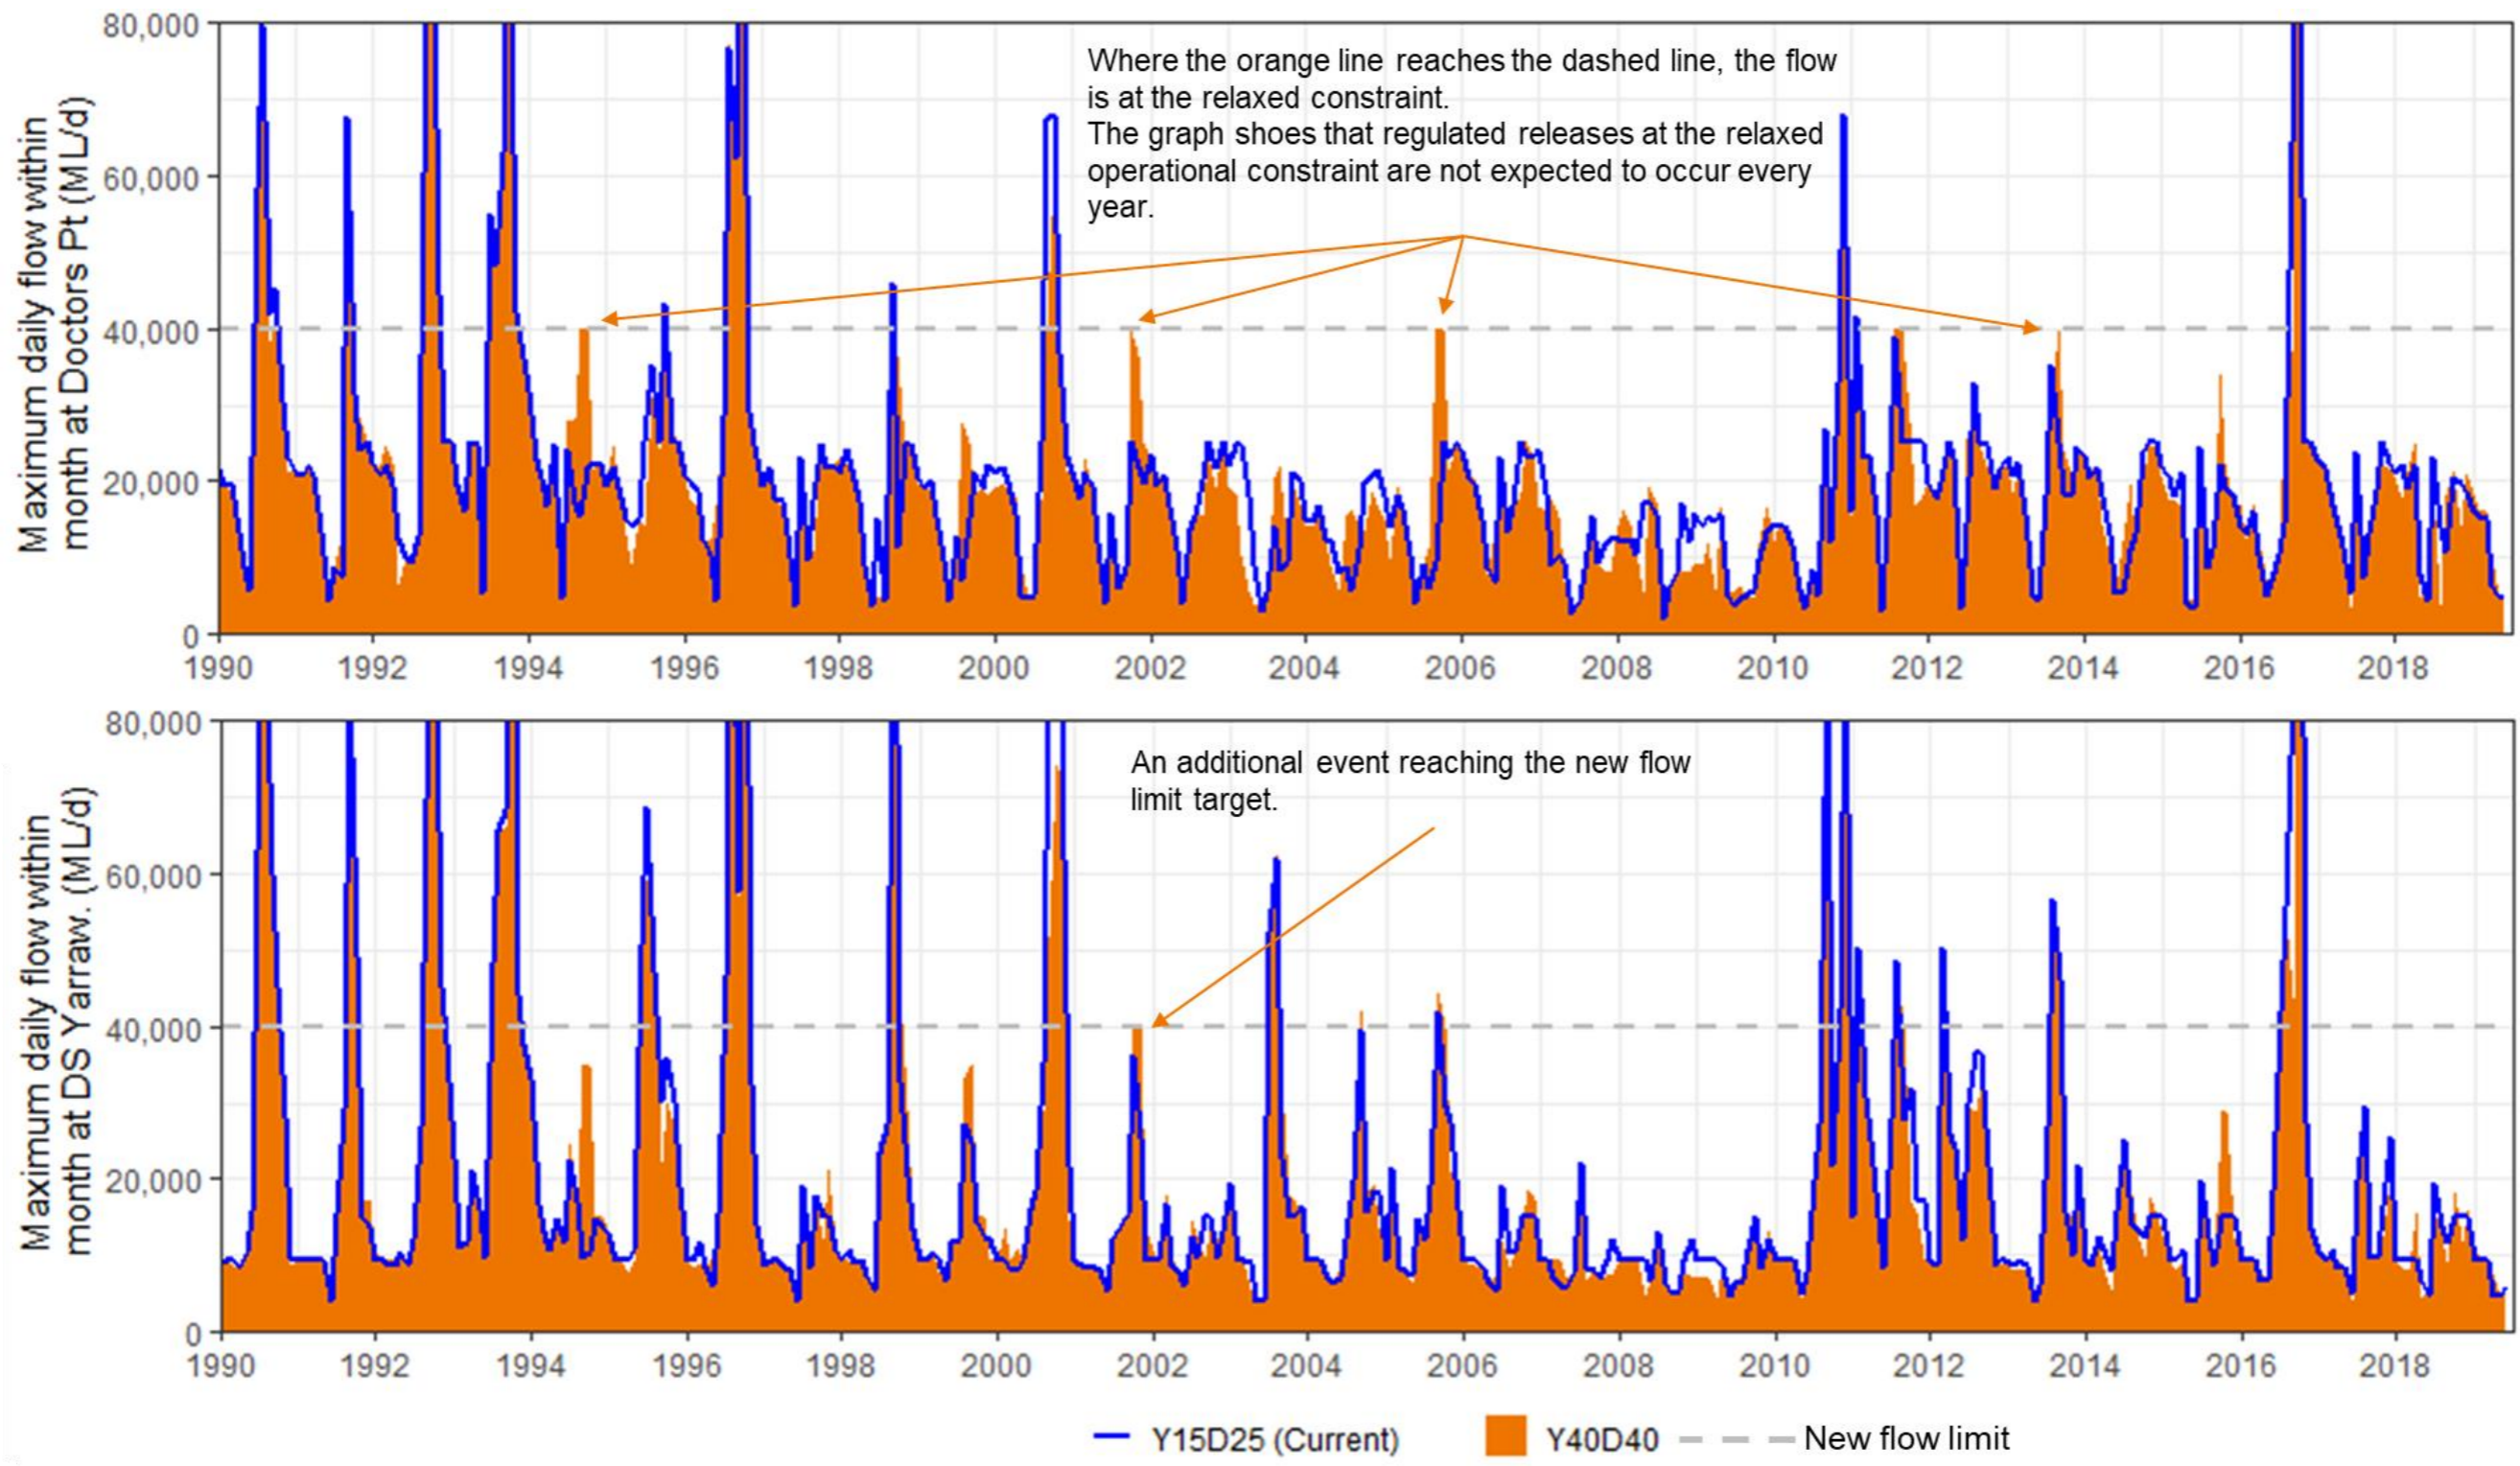 80,000
60,000
40,000
20,000
0
Maximum daily flow within
month at Doctors Pt (ML/d)
Where the orange line reaches the dashed line, the flow
is at the relaxed constraint.
The graph shoes that regulated releases at the relaxed
operational constraint are not expected to occur every
year.
1990 1992 1994 1996 1998 2000 2002 2004 2006 2008 2010 2012 2014 2016 2018
80,000
60,000
40,000
20,000
0
Maximum daily flow within
month at DS Yarraw. (ML/d)
An additional event reaching the new flow
limit target.
1990 1992 1994 1996 1998 2000 2002 2004 2006 2008 2010 2012 2014 2016 2018
Y15D25 (Current) Y40D40 New flow limit